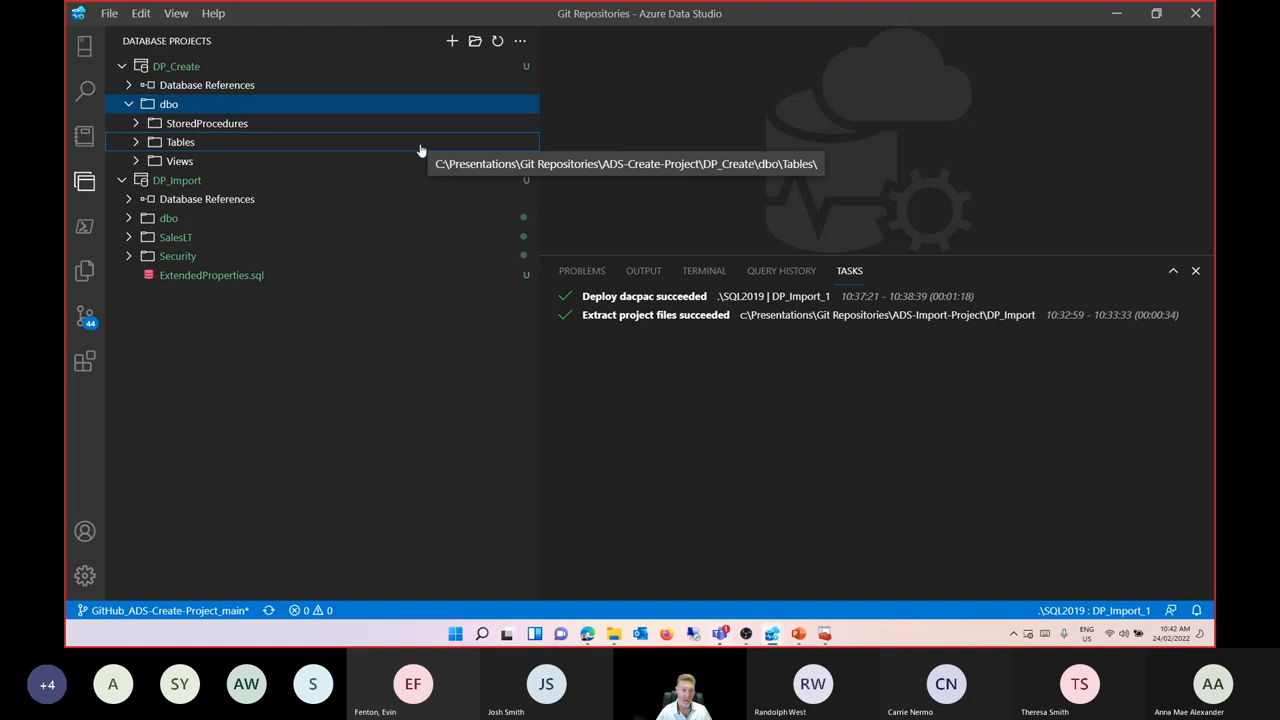 File Edit View Help
Git Repositories - Azure Data Studio
DATABASE PROJECTS
DP_Create U
Database References
dbo
StoredProcedures
Tables
C:\Presentations\Git Repositories\ADS-Create-Project\DP_Create\dbo\Tables\
Views
DP_Import U
Database References
dbo
SalesLT
Security
ExtendedProperties.sql U
PROBLEMS OUTPUT TERMINAL QUERY HISTORY TASKS
Deploy dacpac succeeded .\SQL2019 | DP_Import_1 10:37:21 - 10:38:39 (00:01:18)
Extract project files succeeded c:\Presentations\Git Repositories\ADS-Import-Project\DP_Import 10:32:59 - 10:33:33 (00:00:34)
44
GitHub_ADS-Create-Project_main* 0 0 .\SQL2019 : DP_Import_1
ENG
US
10:42 AM
24/02/2022
+4 A SY AW S EF JS RW CN TS AA
Fenton, Evin Josh Smith Randolph West Carrie Nermo Theresa Smith Anna Mae Alexander